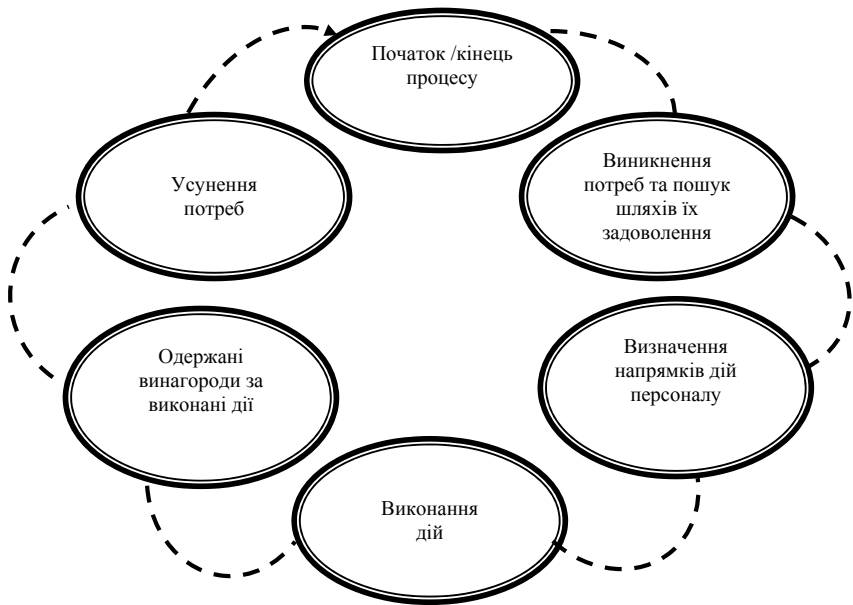 Початок /кінець
процесу
Виникнення
потреб та пошук
шляхів їх
задоволення
Визначення
напрямків дій
персоналу
Виконання
дій
Одержані
винагороди за
виконані дії
Усунення
потреб